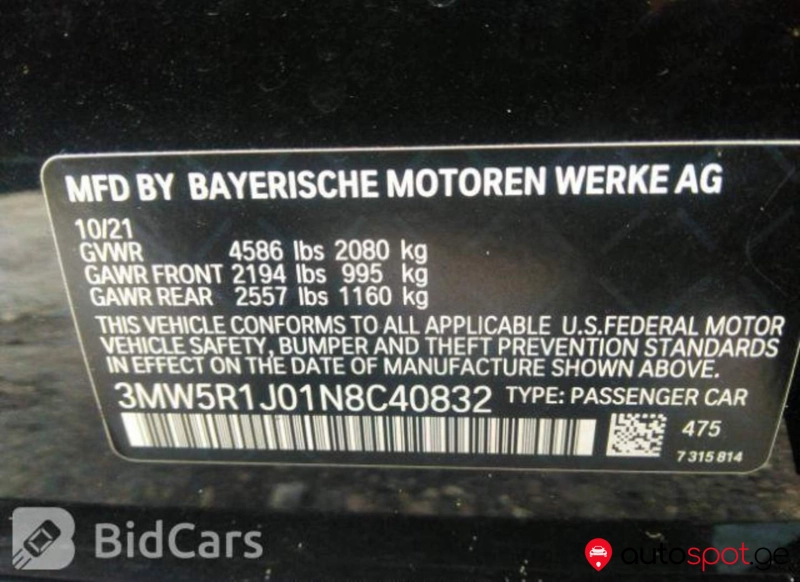 MFD BY BAYERISCHE MOTOREN WERKE AG
10/21
GVWR 4586 lbs 2080 kg
GAWR FRONT 2194 lbs 995 kg
GAWR REAR 2557 lbs 1160 kg
THIS VEHICLE CONFORMS TO ALL APPLICABLE U.S.FEDERAL MOTOR
VEHICLE SAFETY, BUMPER AND THEFT PREVENTION STANDARDS
IN EFFECT ON THE DATE OF MANUFACTURE SHOWN ABOVE.
3MW5R1J01N8C40832 TYPE: PASSENGER CAR
475
7 315 814
BidCars
autospot.ge